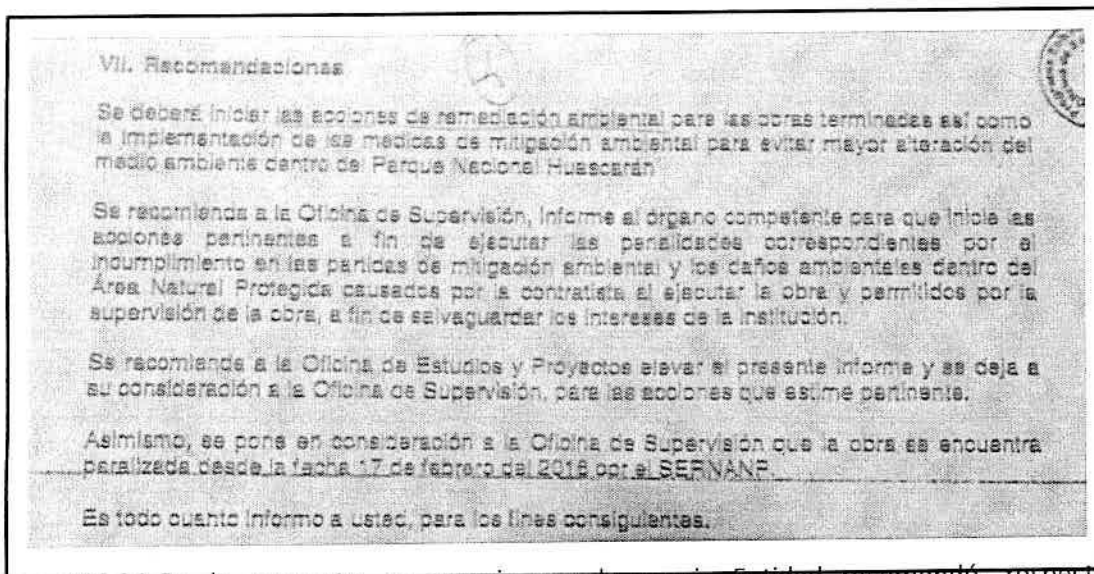 VII. Recomendaciones
Se deberá iniciar las acciones de remediación ambiental para las obras terminadas así como
la implementación de las medidas de mitigación ambiental para evitar mayor alteración del
medio ambiente dentro del Parque Nacional Huascarán
Se recomienda a la Oficina de Supervisión, informe al órgano competente para que inicie las
acciones pertinentes a fin de ejecutar las penalidades correspondientes por el
incumplimiento en las partidas de mitigación ambiental y los daños ambientales dentro del
Área Natural Protegida causados por la contratista al ejecutar la obra y permitidos por la
supervisión de la obra, a fin de salvaguardar los intereses de la institución.
Se recomienda a la Oficina de Estudios y Proyectos elevar el presente informe y se deja a
su consideración a la Oficina de Supervisión, para las acciones que estime pertinente.
Asimismo, se pone en consideración a la Oficina de Supervisión que la obra se encuentra
paralizada desde la fecha 17 de febrero del 2016 por el SERNANP.
Es todo cuanto informo a usted, para los fines consiguientes.